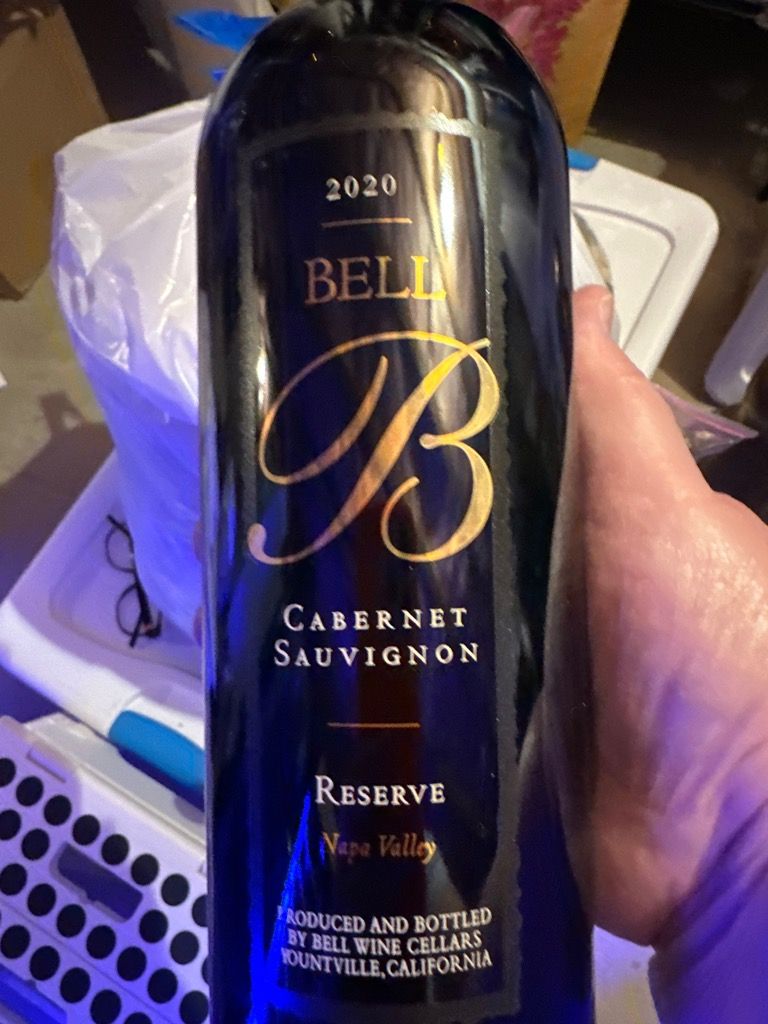 2020
BELL
B
CABERNET
SAUVIGNON
RESERVE
Napa Valley
PRODUCED AND BOTTLED
BY BELL WINE CELLARS
YOUNTVILLE, CALIFORNIA